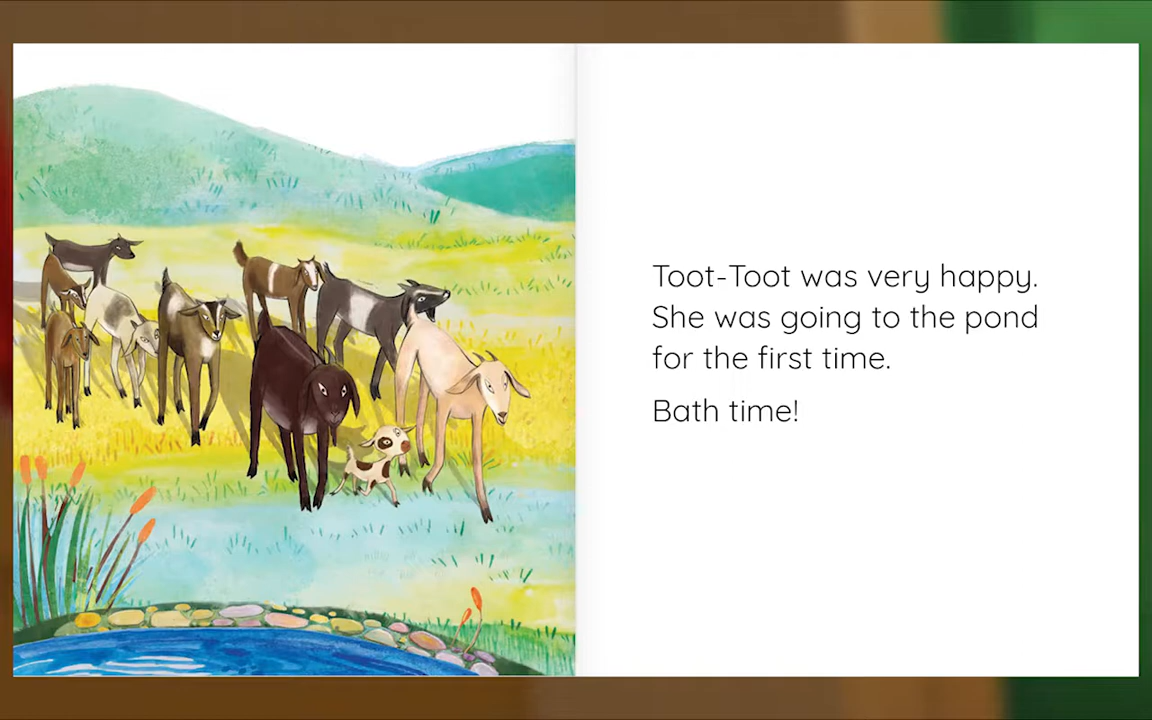 Toot-Toot was very happy.
She was going to the pond
for the first time.
Bath time!